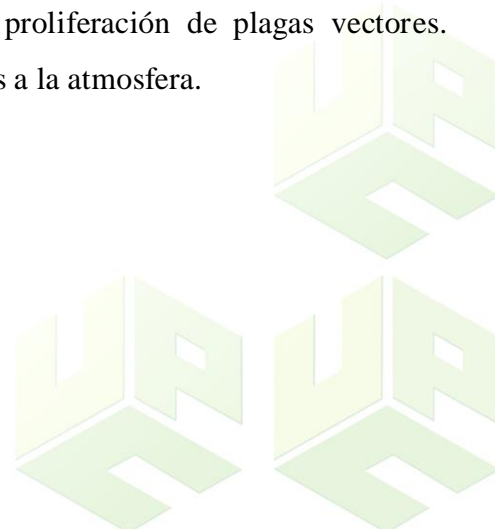 proliferación de plagas vectores.
s a la atmosfera.